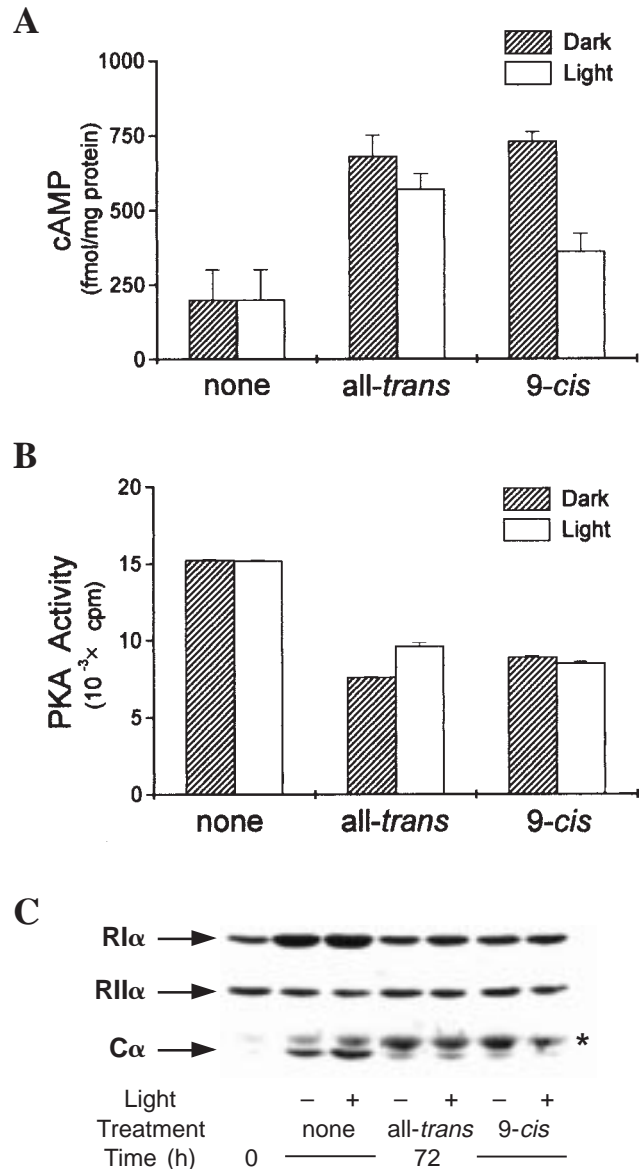 A
Dark
Light
1000
750
500
250
0
cAMP
(fmol/mg protein)
none all-trans 9-cis
B
Dark
Light
20
15
10
5
0
PKA Activity
(10⁻³× cpm)
none all-trans 9-cis
C
RIα
RIIα
Cα
*
Light – + – + – +
Treatment none all-trans 9-cis
Time (h) 0 72